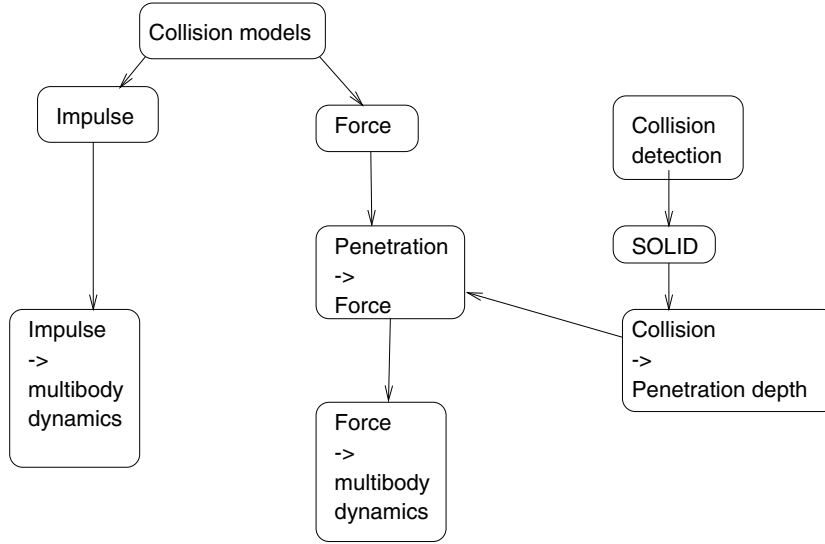 Collision models
Impulse
Force
Collision
detection
Penetration
->
Force
SOLID
Impulse
->
multibody
dynamics
Collision
->
Penetration depth
Force
->
multibody
dynamics